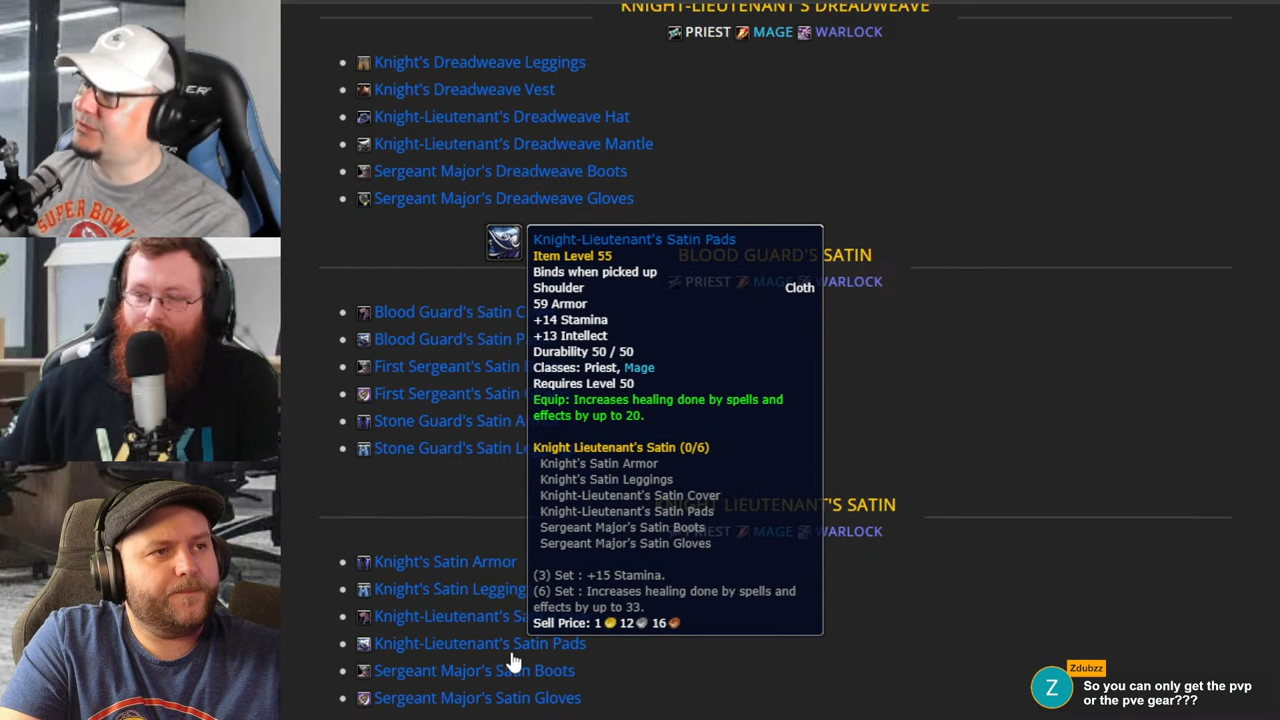 KNIGHT-LIEUTENANT'S DREADWEAVE
PRIEST MAGE WARLOCK
Knight's Dreadweave Leggings
Knight's Dreadweave Vest
Knight-Lieutenant's Dreadweave Hat
Knight-Lieutenant's Dreadweave Mantle
Sergeant Major's Dreadweave Boots
Sergeant Major's Dreadweave Gloves
BLOOD GUARD'S SATIN
PRIEST MAGE WARLOCK
Blood Guard's Satin C
Blood Guard's Satin P
First Sergeant's Satin
First Sergeant's Satin
Stone Guard's Satin A
Stone Guard's Satin Le
Knight-Lieutenant's Satin Pads
Item Level 55
Binds when picked up
Shoulder Cloth
59 Armor
+14 Stamina
+13 Intellect
Durability 50 / 50
Classes: Priest, Mage
Requires Level 50
Equip: Increases healing done by spells and
effects by up to 20.
Knight Lieutenant's Satin (0/6)
Knight's Satin Armor
Knight's Satin Leggings
Knight-Lieutenant's Satin Cover
Knight-Lieutenant's Satin Pads
Sergeant Major's Satin Boots
Sergeant Major's Satin Gloves
(3) Set : +15 Stamina.
(6) Set : Increases healing done by spells and
effects by up to 33.
Sell Price: 1 12 16
KNIGHT LIEUTENANT'S SATIN
PRIEST MAGE WARLOCK
Knight's Satin Armor
Knight's Satin Legging
Knight-Lieutenant's Sa
Knight-Lieutenant's Satin Pads
Sergeant Major's Satin Boots
Sergeant Major's Satin Gloves
SUPER BOWL
Z
Zdubzz
So you can only get the pvp
or the pve gear???